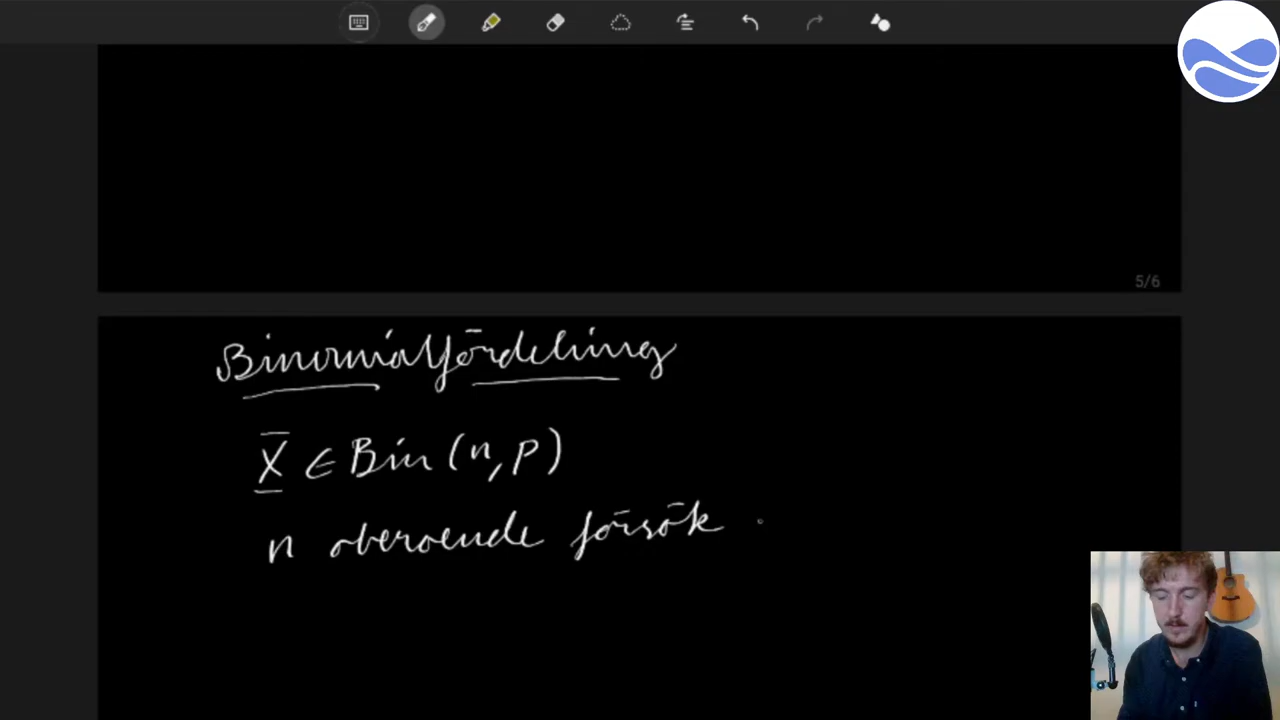 5/6
Binomialfördelning
X ∈ Bin (n, p)
n oberoende försök